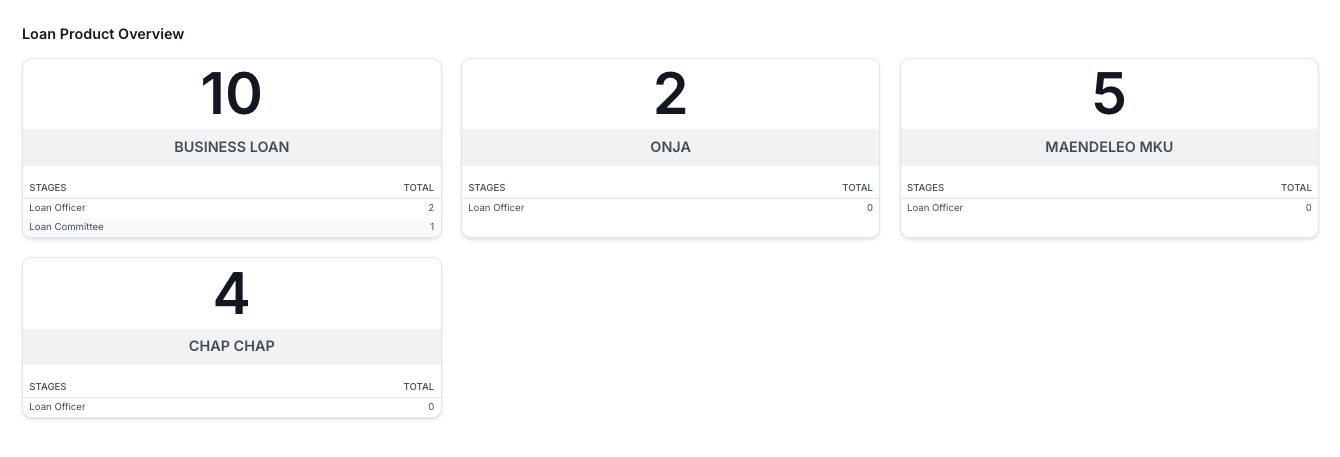 Loan Product Overview
10
BUSINESS LOAN
STAGES TOTAL
Loan Officer 2
Loan Committee 1
2
ONJA
STAGES TOTAL
Loan Officer 0
5
MAENDELEO MKU
STAGES TOTAL
Loan Officer 0
4
CHAP CHAP
STAGES TOTAL
Loan Officer 0